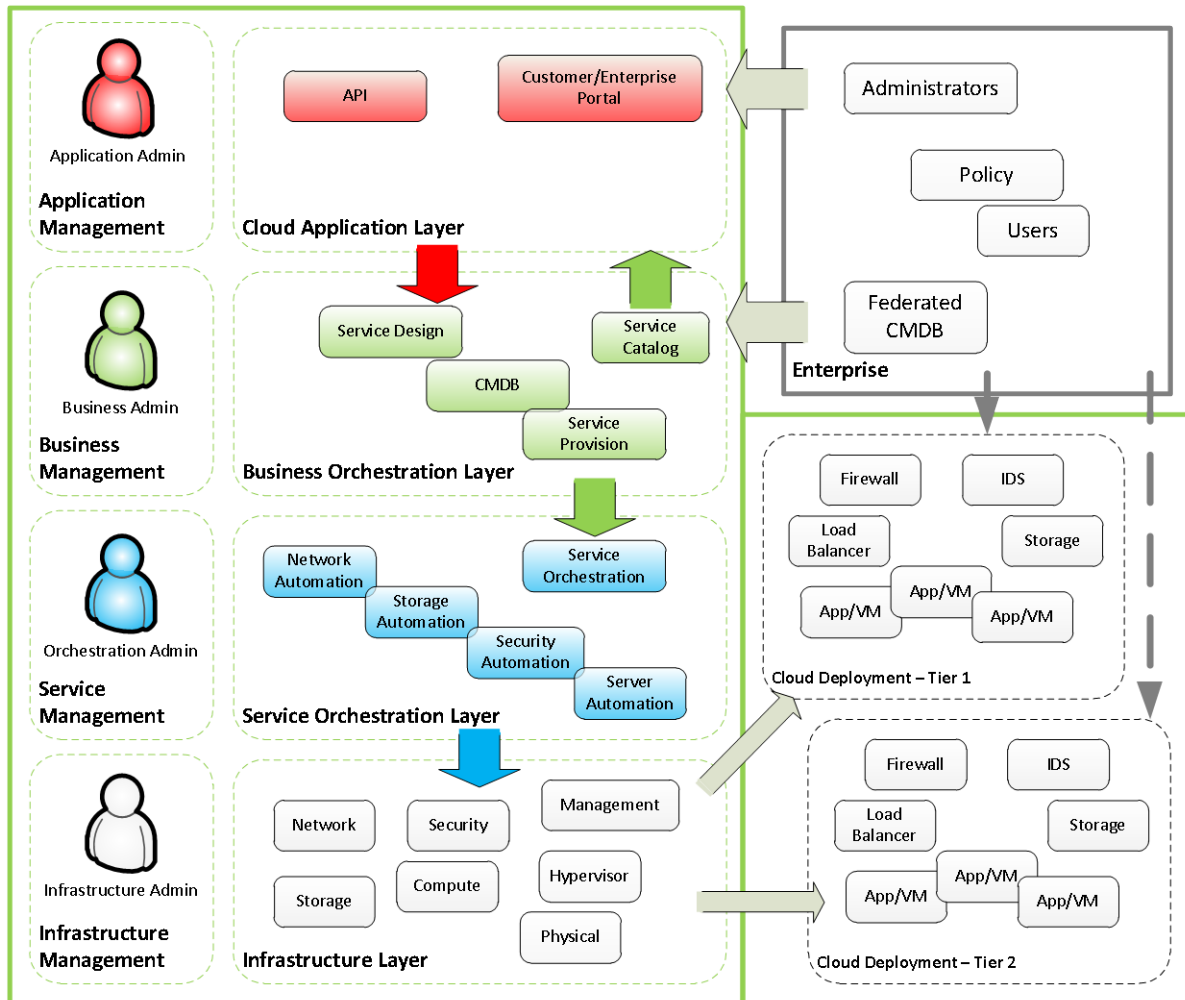 Application Admin
Application
Management
API
Customer/Enterprise
Portal
Cloud Application Layer
Administrators
Policy
Users
Federated
CMDB
Enterprise
Business Admin
Business
Management
Service Design
CMDB
Service
Provision
Service
Catalog
Business Orchestration Layer
Orchestration Admin
Service
Management
Network
Automation
Storage
Automation
Security
Automation
Server
Automation
Service
Orchestration
Service Orchestration Layer
Infrastructure Admin
Infrastructure
Management
Network
Security
Management
Storage
Compute
Hypervisor
Physical
Infrastructure Layer
Firewall
IDS
Load
Balancer
Storage
App/VM
App/VM
App/VM
Cloud Deployment – Tier 1
Firewall
IDS
Load
Balancer
Storage
App/VM
App/VM
App/VM
Cloud Deployment – Tier 2